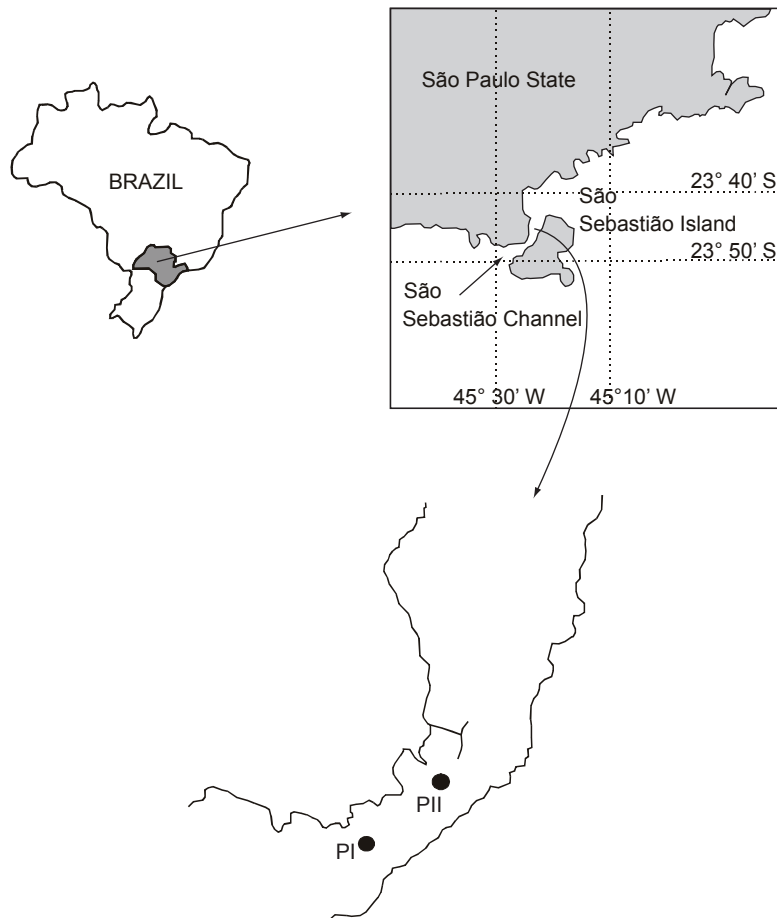 São Paulo State
BRAZIL
23° 40’ S
São
Sebastião Island
23° 50’ S
São
Sebastião Channel
45° 30’ W
45°10’ W
PII
PI